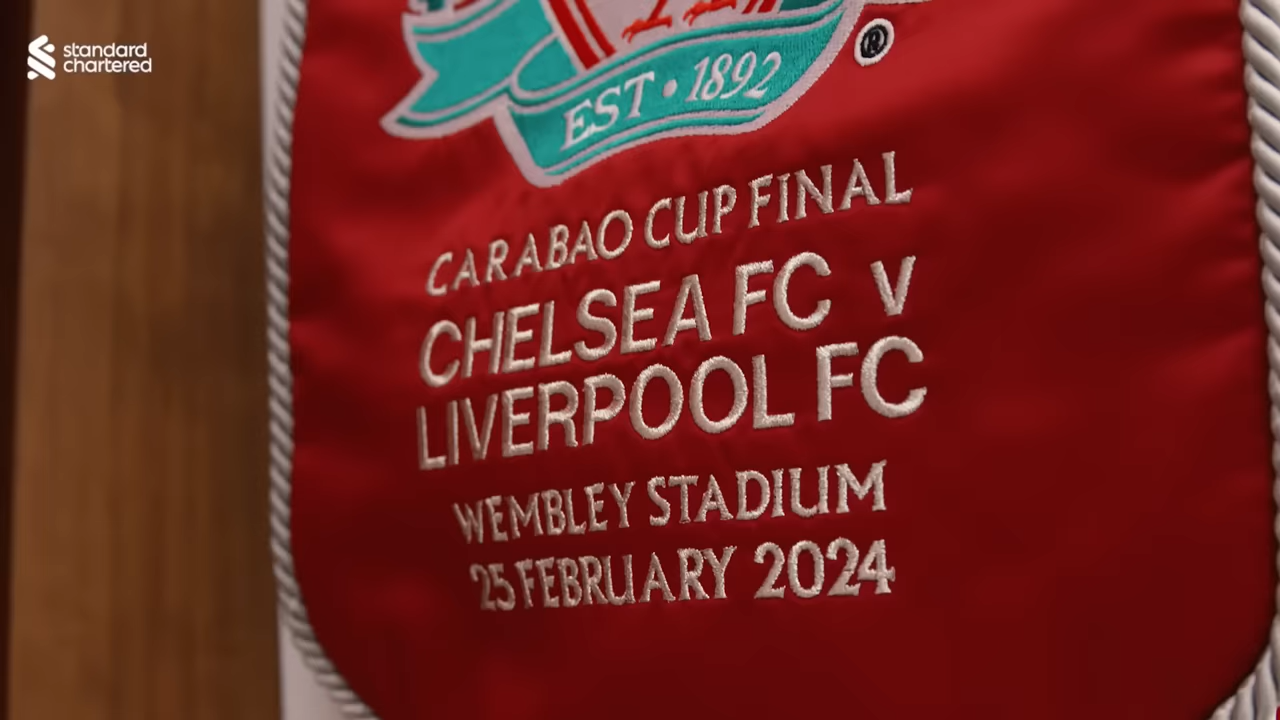 standard
chartered
EST • 1892
®
CARABAO CUP FINAL
CHELSEA FC V
LIVERPOOL FC
WEMBLEY STADIUM
25 FEBRUARY 2024